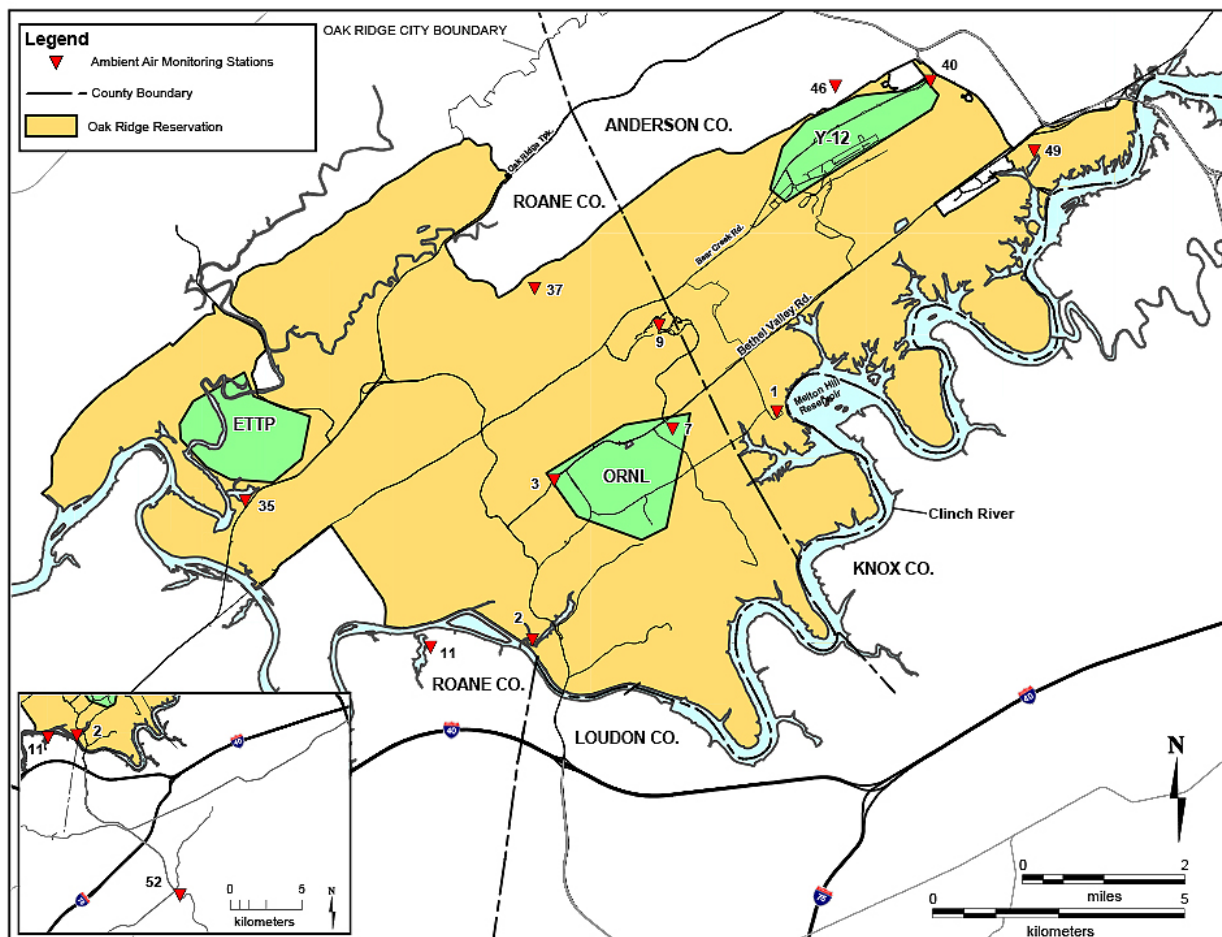 Legend
Ambient Air Monitoring Stations
County Boundary
Oak Ridge Reservation
OAK RIDGE CITY BOUNDARY
40
46
ANDERSON CO.
Y-12
49
Oak Ridge Tpk.
ROANE CO.
Bear Creek Rd.
37
9
Bethel Valley Rd.
1
Melton Hill
Reservoir
ETTP
7
ORNL
3
35
Clinch River
KNOX CO.
2
11
ROANE CO.
LOUDON CO.
40
40
75
N
0 2
miles
0 5
kilometers
11
2
40
75
52
0 5
kilometers
N